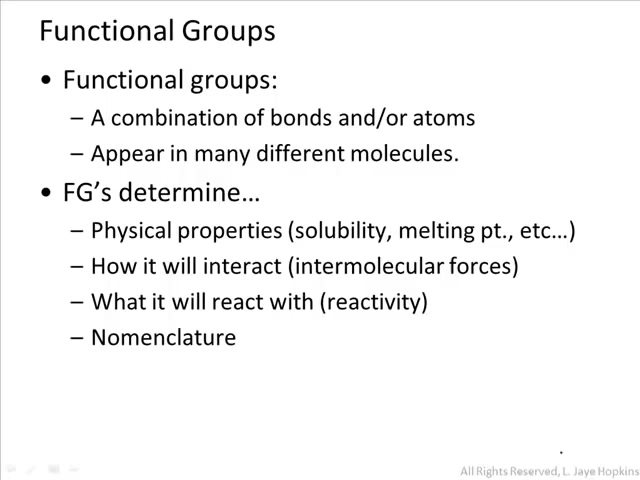 Functional Groups
• Functional groups:
– A combination of bonds and/or atoms
– Appear in many different molecules.
• FG's determine…
– Physical properties (solubility, melting pt., etc…)
– How it will interact (intermolecular forces)
– What it will react with (reactivity)
– Nomenclature
All Rights Reserved, L. Jaye Hopkins